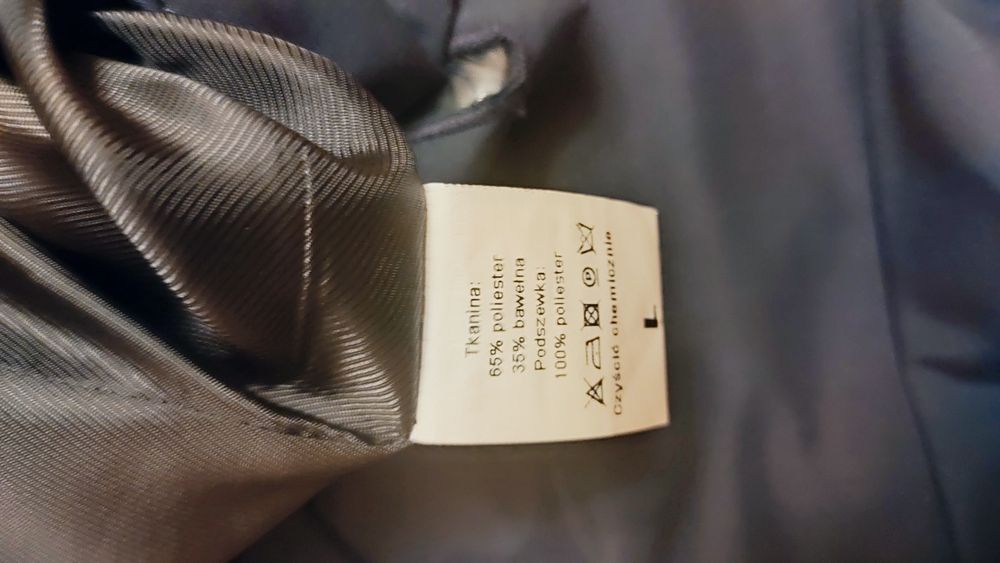 Tkanina:
65% poliester
35% bawełna
Podszewka:
100% poliester
Czyścić chemicznie
L